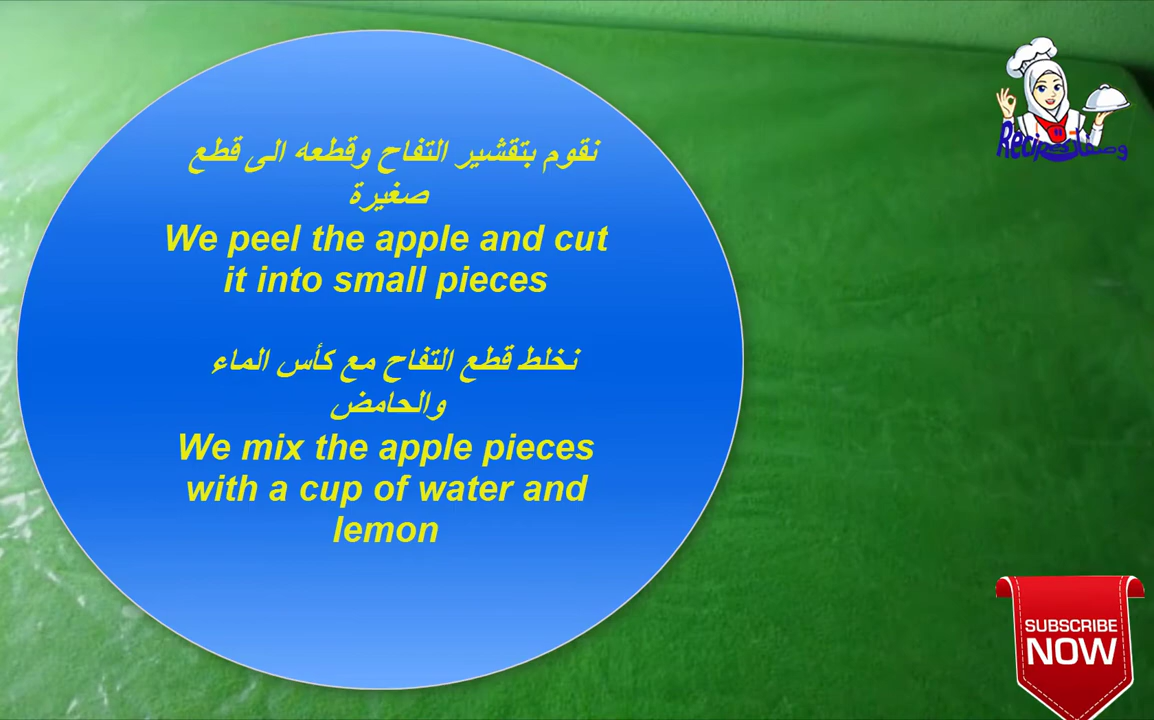 نقوم بتقشير التفاح وقطعه الى قطع
صغيرة
We peel the apple and cut
it into small pieces
نخلط قطع التفاح مع كأس الماء
والحامض
We mix the apple pieces
with a cup of water and
lemon
SUBSCRIBE
NOW